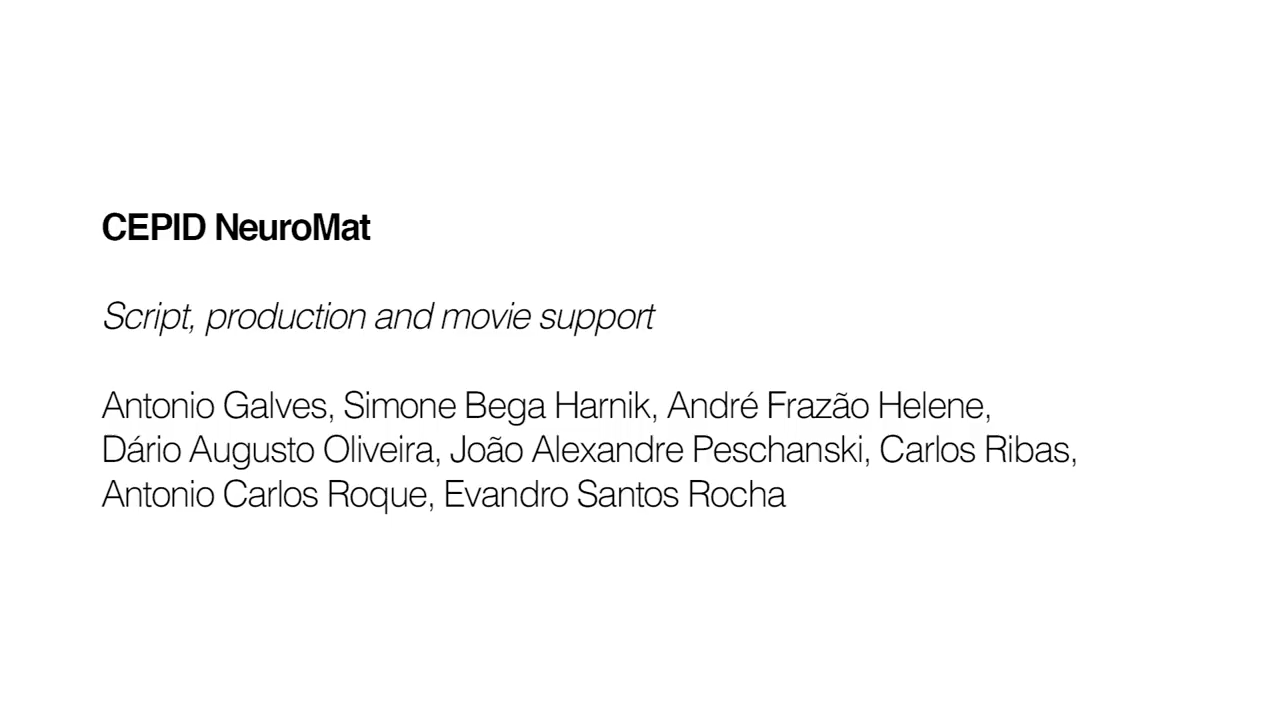 CEPID NeuroMat
Script, production and movie support
Antonio Galves, Simone Bega Harnik, André Frazão Helene,
Dário Augusto Oliveira, João Alexandre Peschanski, Carlos Ribas,
Antonio Carlos Roque, Evandro Santos Rocha